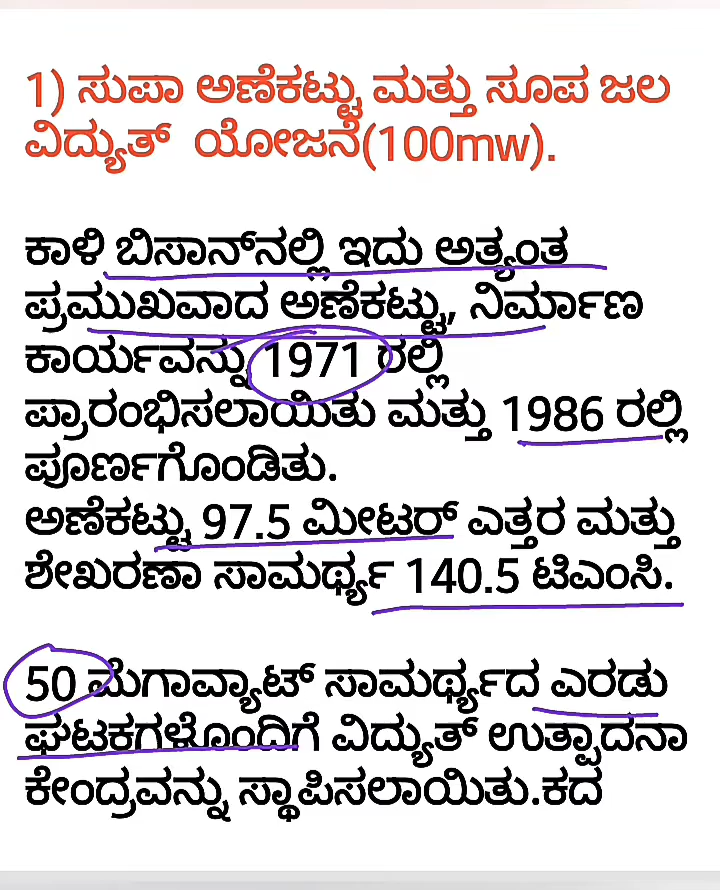 1) ಸುಪಾ ಅಣೆಕಟ್ಟು ಮತ್ತು ಸೂಪ ಜಲ
ವಿದ್ಯುತ್ ಯೋಜನೆ(100mw).
ಕಾಳಿ ಬಿಸಾನ್‌ನಲ್ಲಿ ಇದು ಅತ್ಯಂತ
ಪ್ರಮುಖವಾದ ಅಣೆಕಟ್ಟು, ನಿರ್ಮಾಣ
ಕಾರ್ಯವನ್ನು 1971 ರಲ್ಲಿ
ಪ್ರಾರಂಭಿಸಲಾಯಿತು ಮತ್ತು 1986 ರಲ್ಲಿ
ಪೂರ್ಣಗೊಂಡಿತು.
ಅಣೆಕಟ್ಟು 97.5 ಮೀಟರ್ ಎತ್ತರ ಮತ್ತು
ಶೇಖರಣಾ ಸಾಮರ್ಥ್ಯ 140.5 ಟಿಎಂಸಿ.
50 ಮೆಗಾವ್ಯಾಟ್ ಸಾಮರ್ಥ್ಯದ ಎರಡು
ಘಟಕಗಳೊಂದಿಗೆ ವಿದ್ಯುತ್ ಉತ್ಪಾದನಾ
ಕೇಂದ್ರವನ್ನು ಸ್ಥಾಪಿಸಲಾಯಿತು.ಕದ